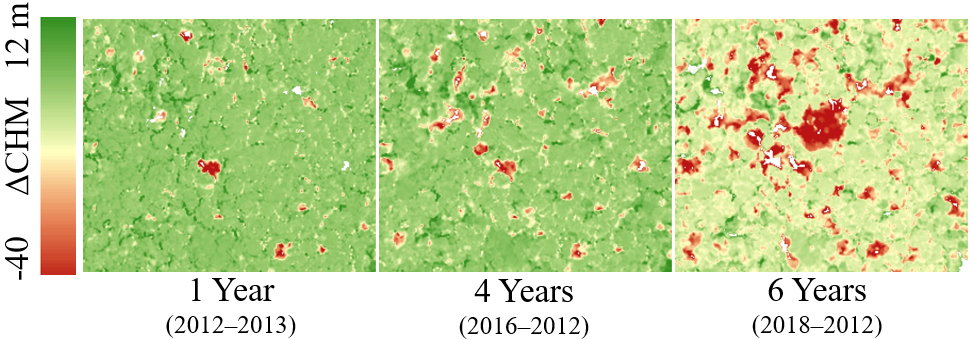 -40 ΔCHM 12 m
1 Year
(2012–2013)
4 Years
(2016–2012)
6 Years
(2018–2012)